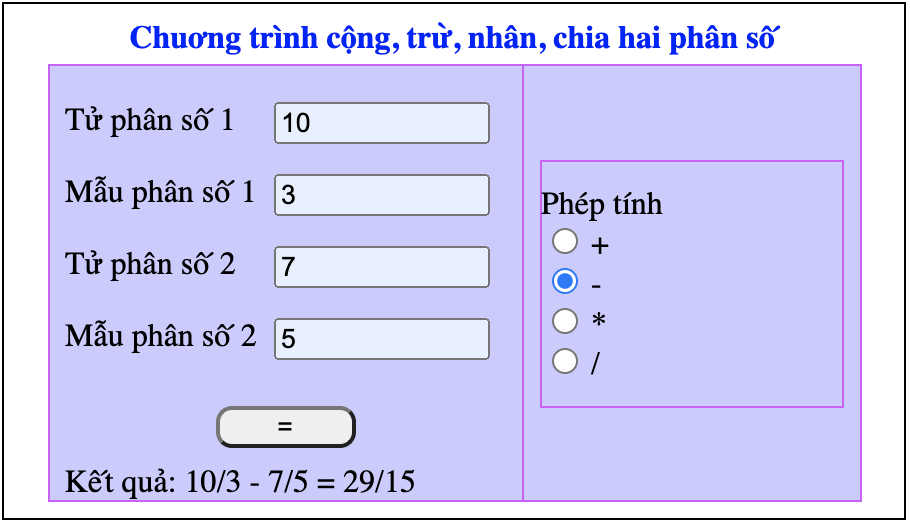 Chuơng trình cộng, trừ, nhân, chia hai phân số
Tử phân số 1 10
Mẫu phân số 1 3
Tử phân số 2 7
Mẫu phân số 2 5
=
Kết quả: 10/3 - 7/5 = 29/15
Phép tính
+
-
*
/